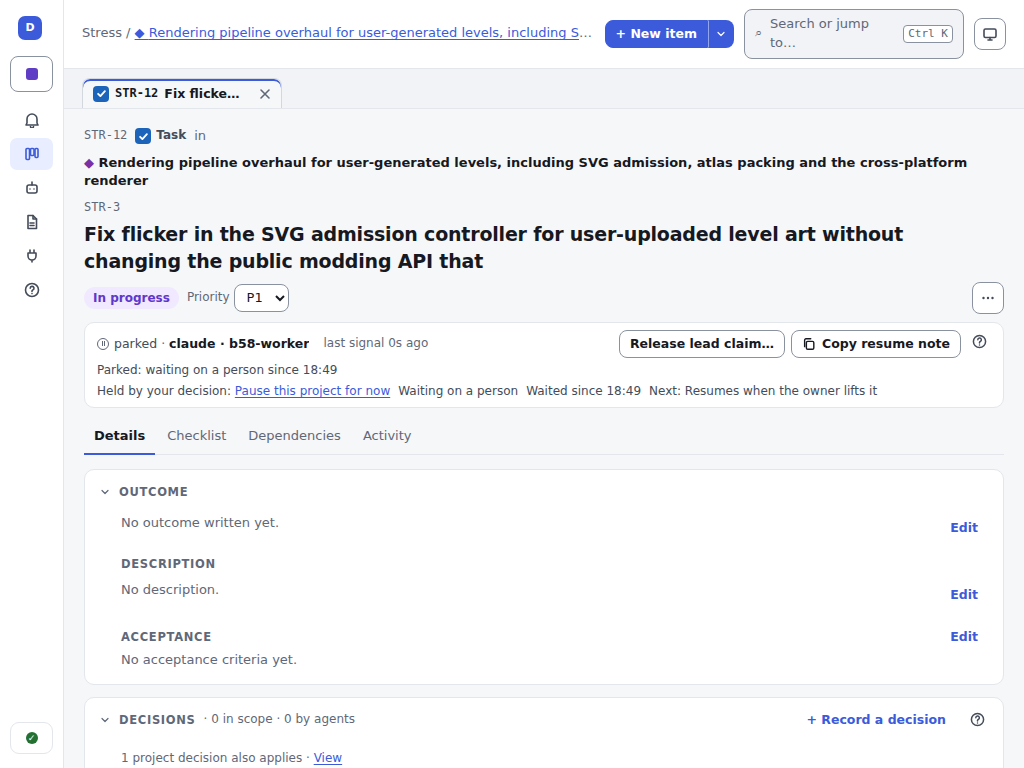 D
Stress / ◆ Rendering pipeline overhaul for user-generated levels, including S…
+ New item
Search or jump to…
Ctrl K
STR-12 Fix flicke…
STR-12 Task in
◆ Rendering pipeline overhaul for user-generated levels, including SVG admission, atlas packing and the cross-platform
renderer
STR-3
Fix flicker in the SVG admission controller for user-uploaded level art without
changing the public modding API that
In progress Priority P1
parked · claude · b58-worker last signal 0s ago
Release lead claim…
Copy resume note
Parked: waiting on a person since 18:49
Held by your decision: Pause this project for now Waiting on a person Waited since 18:49 Next: Resumes when the owner lifts it
Details Checklist Dependencies Activity
OUTCOME
No outcome written yet.
Edit
DESCRIPTION
No description.
Edit
ACCEPTANCE
Edit
No acceptance criteria yet.
DECISIONS · 0 in scope · 0 by agents
+ Record a decision
1 project decision also applies · View